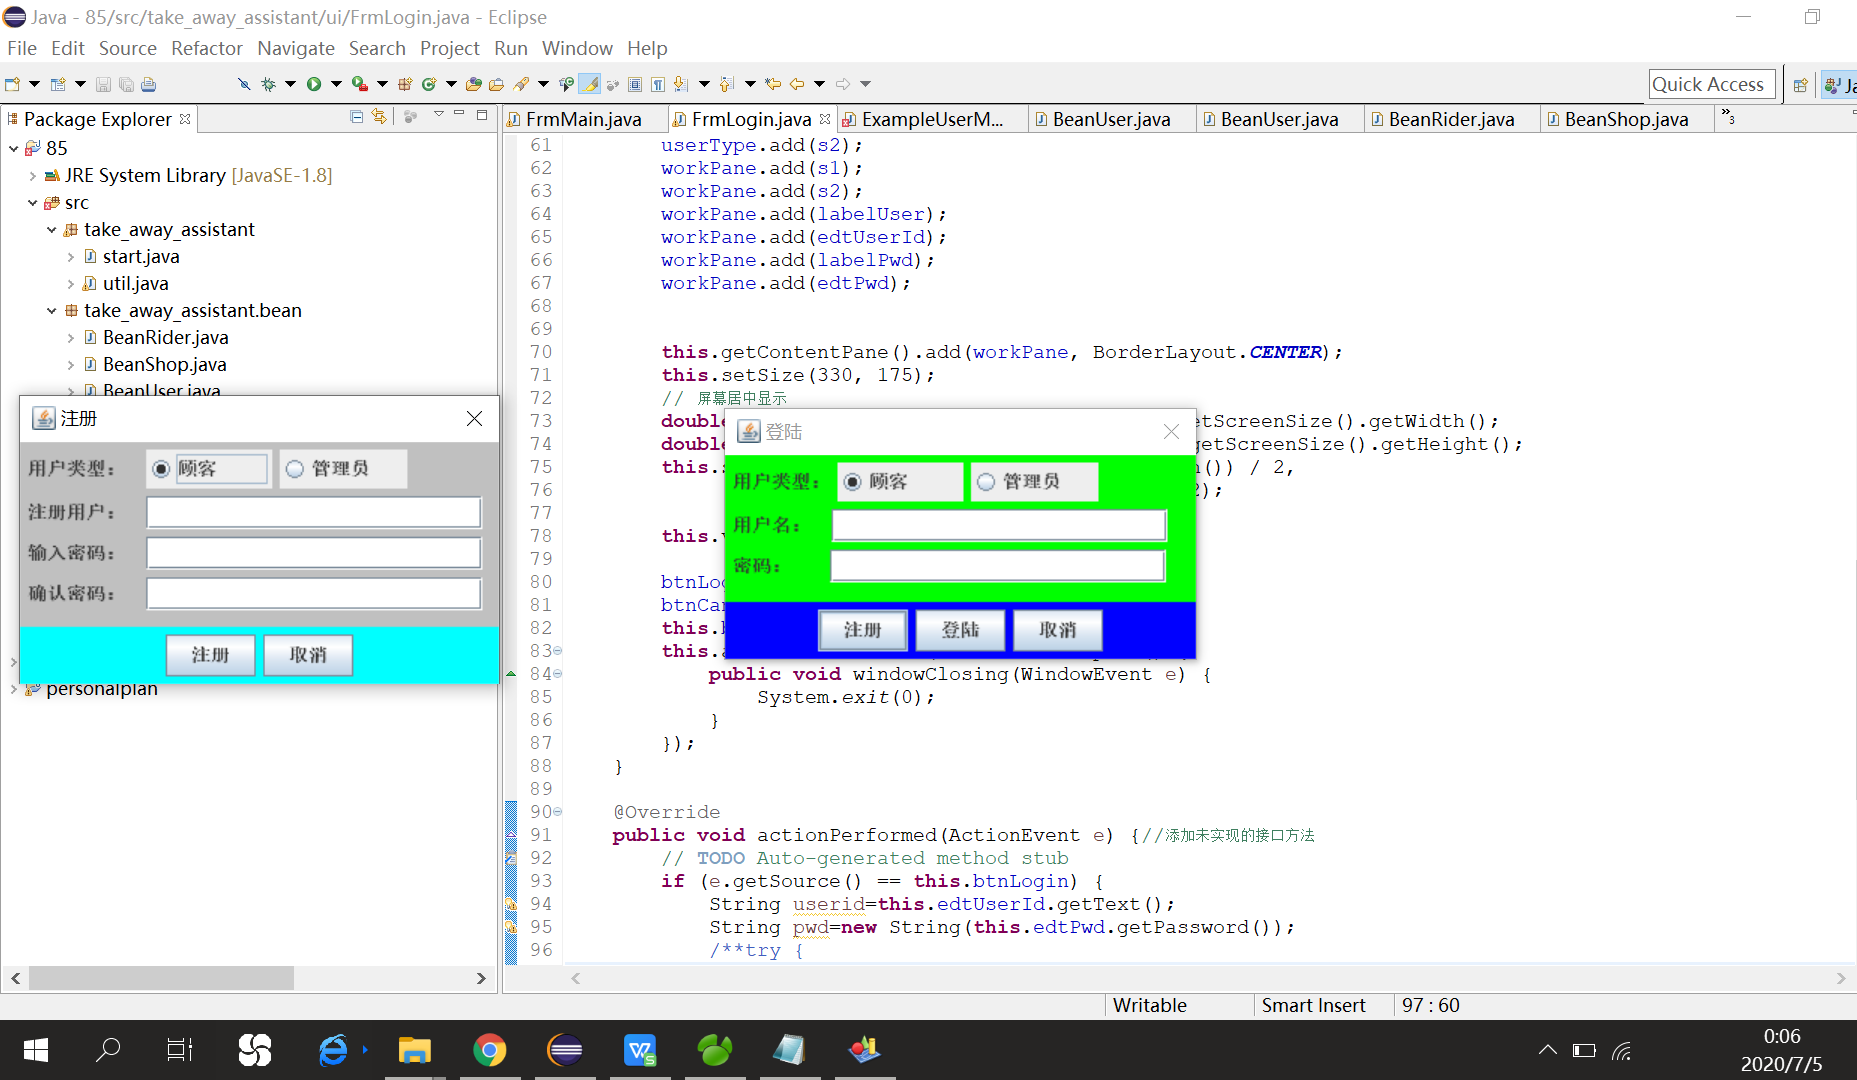 Java - 85/src/take_away_assistant/ui/FrmLogin.java - Eclipse
File Edit Source Refactor Navigate Search Project Run Window Help
Quick Access
Ja
Package Explorer
FrmMain.java
FrmLogin.java
ExampleUserM...
BeanUser.java
BeanUser.java
BeanRider.java
BeanShop.java
»3
85
JRE System Library [JavaSE-1.8]
src
take_away_assistant
start.java
util.java
take_away_assistant.bean
BeanRider.java
BeanShop.java
BeanUser.java
personalplan
注册
用户类型：
顾客
管理员
注册用户：
输入密码：
确认密码：
注册
取消
61 userType.add(s2);
62 workPane.add(s1);
63 workPane.add(s2);
64 workPane.add(labelUser);
65 workPane.add(edtUserId);
66 workPane.add(labelPwd);
67 workPane.add(edtPwd);
68
69
70 this.getContentPane().add(workPane, BorderLayout.CENTER);
71 this.setSize(330, 175);
72 // 屏幕居中显示
73 double etScreenSize().getWidth();
74 double getScreenSize().getHeight();
75 this. ()) / 2,
76 2);
77
78 this.
79
80 btnLo
81 btnCa
82 this.
83 this.
84 public void windowClosing(WindowEvent e) {
85 System.exit(0);
86 }
87 });
88 }
89
90 @Override
91 public void actionPerformed(ActionEvent e) {//添加未实现的接口方法
92 // TODO Auto-generated method stub
93 if (e.getSource() == this.btnLogin) {
94 String userid=this.edtUserId.getText();
95 String pwd=new String(this.edtPwd.getPassword());
96 /**try {
登陆
用户类型：
顾客
管理员
用户名：
密码：
注册
登陆
取消
Writable
Smart Insert
97 : 60
0:06
2020/7/5